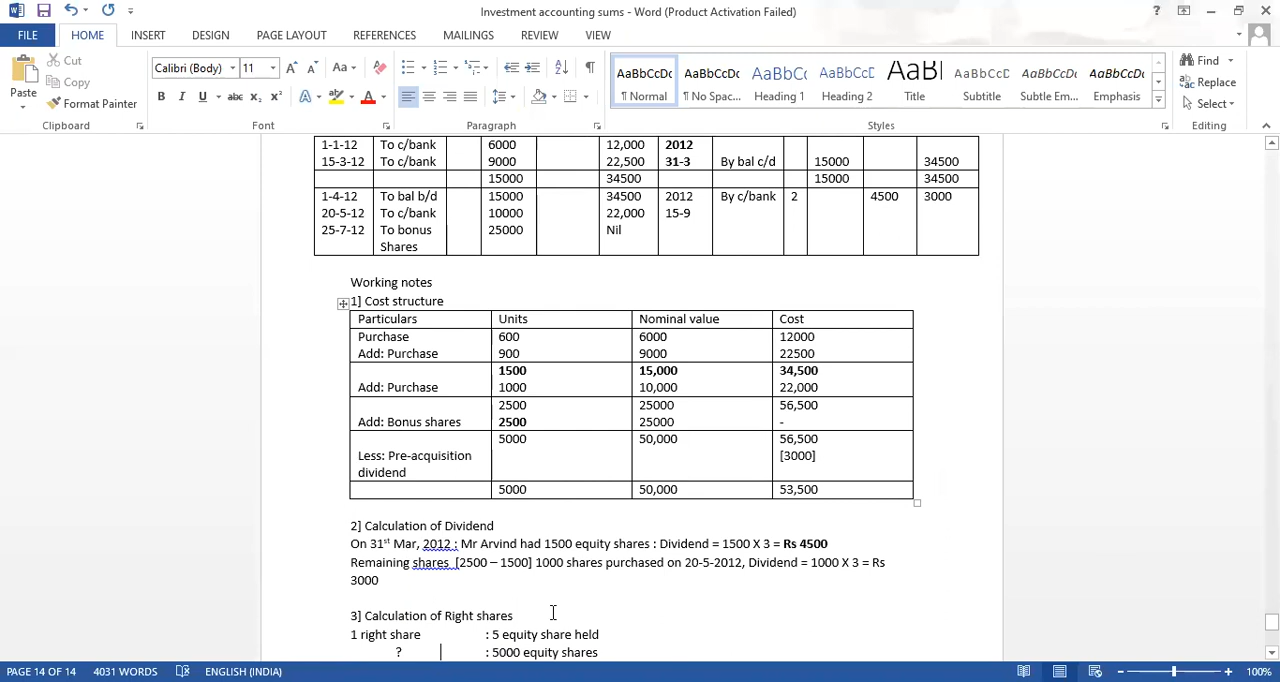 Investment accounting sums - Word (Product Activation Failed)
FILE HOME INSERT DESIGN PAGE LAYOUT REFERENCES MAILINGS REVIEW VIEW
Paste Cut Copy Format Painter
Calibri (Body) 11
AaBbCcDc AaBbCcDc AaBbCc AaBbCcC AaBl AaBbCcD AaBbCcDc AaBbCcDc
¶ Normal ¶ No Spac... Heading 1 Heading 2 Title Subtitle Subtle Em... Emphasis
Find Replace Select
Clipboard Font Paragraph Styles Editing
1-1-12 To c/bank 6000 12,000 2012
15-3-12 To c/bank 9000 22,500 31-3 By bal c/d 15000 34500
15000 34500 15000 34500
1-4-12 To bal b/d 15000 34500 2012 By c/bank 2 4500 3000
20-5-12 To c/bank 10000 22,000 15-9
25-7-12 To bonus 25000 Nil
Shares
Working notes
1] Cost structure
Particulars Units Nominal value Cost
Purchase 600 6000 12000
Add: Purchase 900 9000 22500
1500 15,000 34,500
Add: Purchase 1000 10,000 22,000
2500 25000 56,500
Add: Bonus shares 2500 25000 -
5000 50,000 56,500
Less: Pre-acquisition [3000]
dividend
5000 50,000 53,500
2] Calculation of Dividend
On 31st Mar, 2012 : Mr Arvind had 1500 equity shares : Dividend = 1500 X 3 = Rs 4500
Remaining shares [2500 – 1500] 1000 shares purchased on 20-5-2012, Dividend = 1000 X 3 = Rs
3000
3] Calculation of Right shares
1 right share : 5 equity share held
? : 5000 equity shares
PAGE 14 OF 14 4031 WORDS ENGLISH (INDIA) 100%